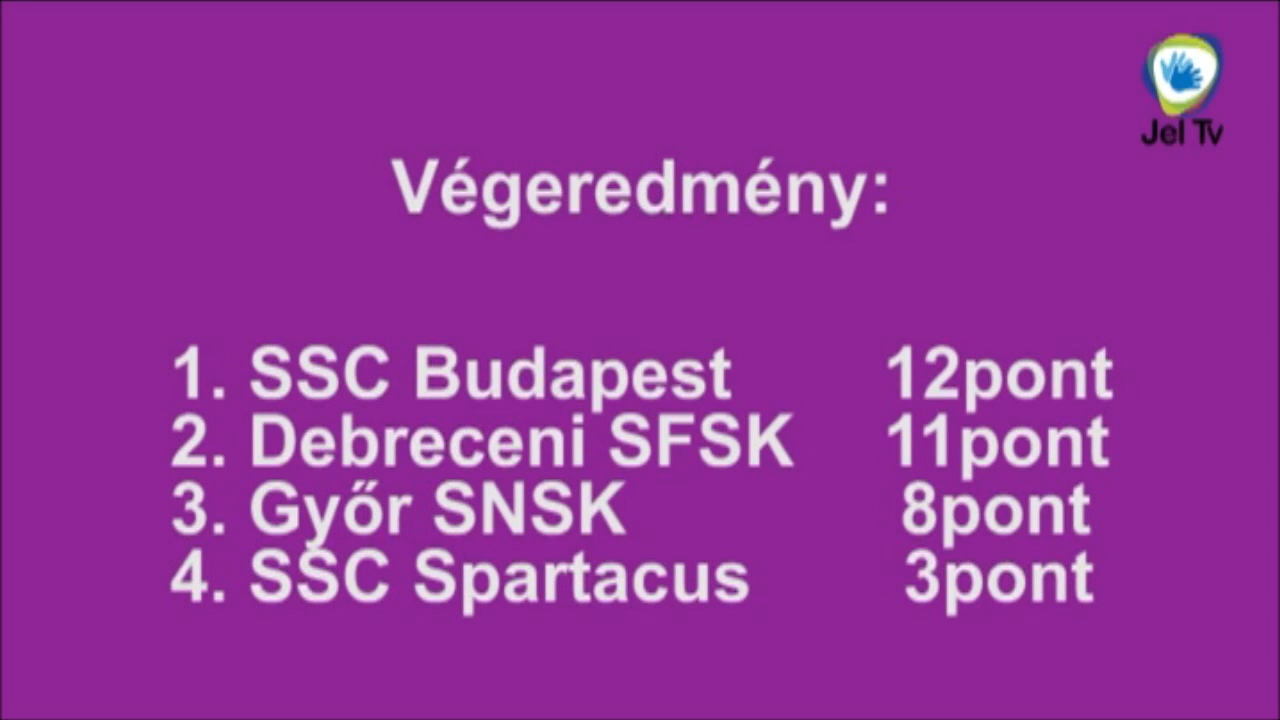 Jel Tv
Végeredmény:
1. SSC Budapest 12pont
2. Debreceni SFSK 11pont
3. Győr SNSK 8pont
4. SSC Spartacus 3pont